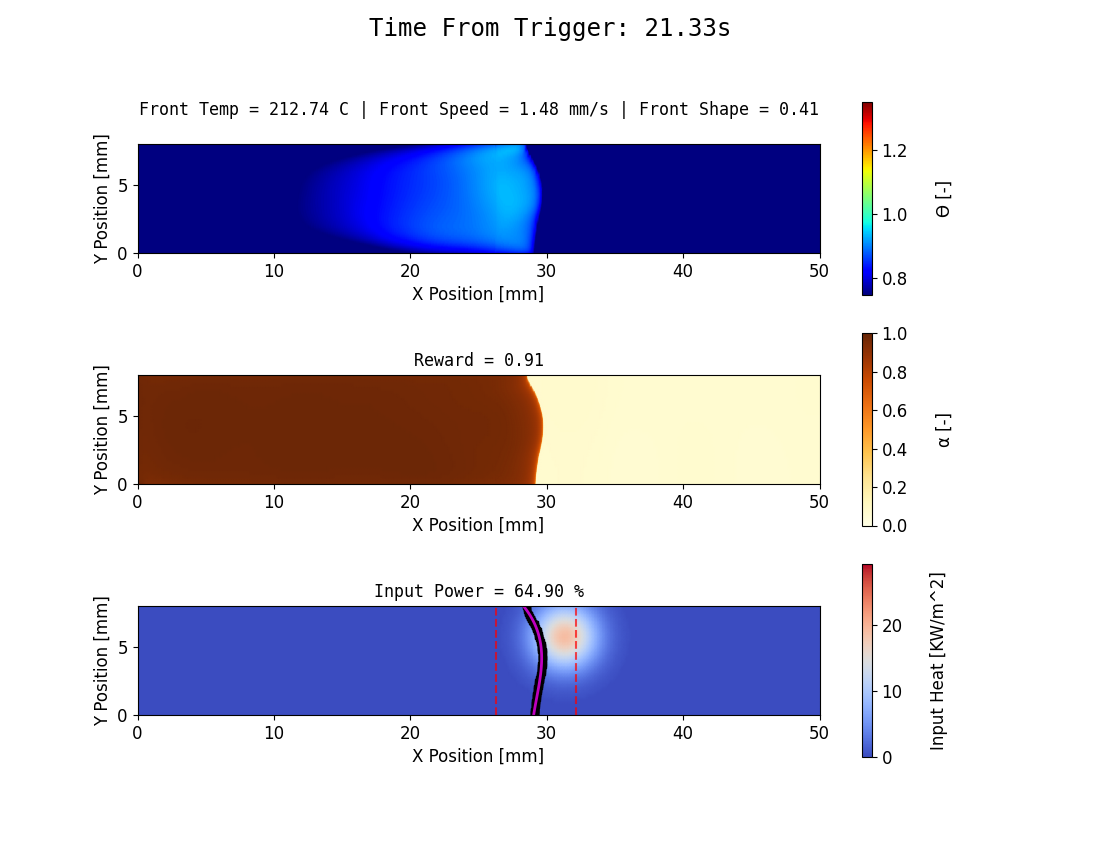 Time From Trigger: 21.33s
Front Temp = 212.74 C | Front Speed = 1.48 mm/s | Front Shape = 0.41
Y Position [mm]
5
0
0 10 20 30 40 50
X Position [mm]
1.2
1.0
0.8
Θ [-]
Reward = 0.91
Y Position [mm]
5
0
0 10 20 30 40 50
X Position [mm]
1.0
0.8
0.6
0.4
0.2
0.0
α [-]
Input Power = 64.90 %
Y Position [mm]
5
0
0 10 20 30 40 50
X Position [mm]
20
10
0
Input Heat [KW/m^2]